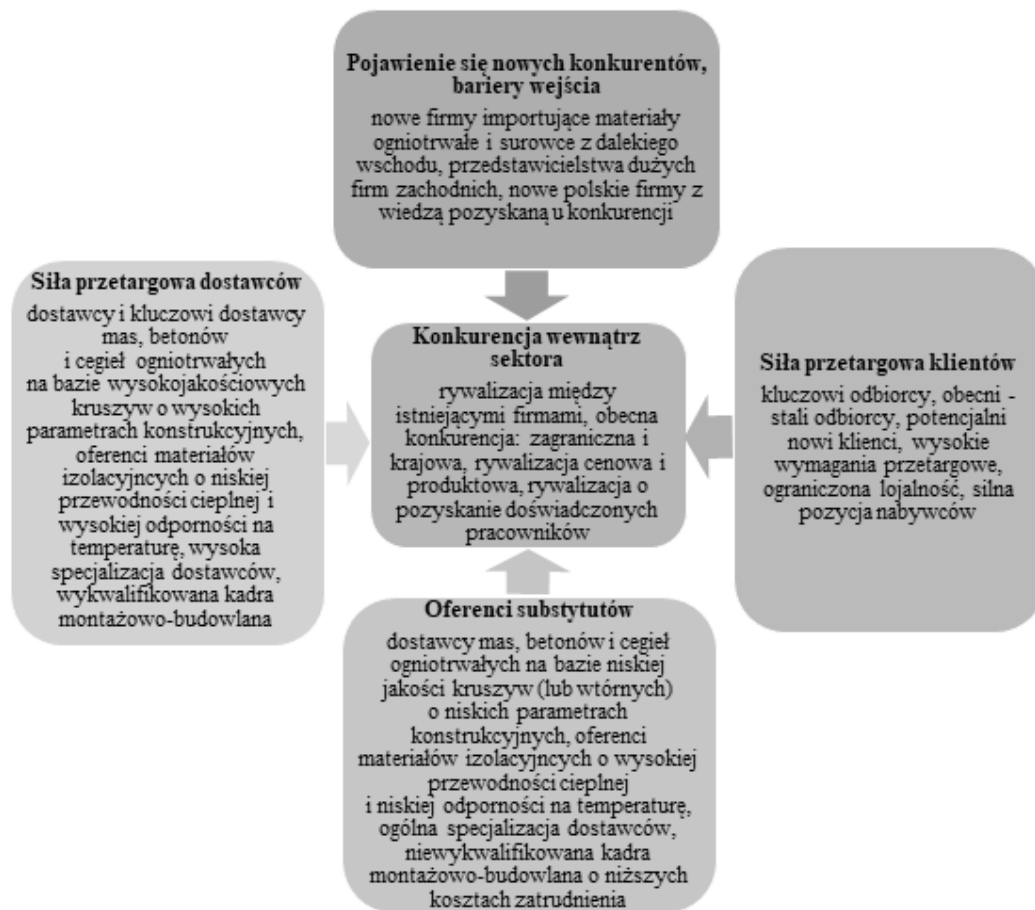 Pojawienie się nowych konkurentów,
bariery wejścia
nowe firmy importujące materiały
ogniotrwałe i surowce z dalekiego
wschodu, przedstawicielstwa dużych
firm zachodnich, nowe polskie firmy z
wiedzą pozyskaną u konkurencji
Siła przetargowa dostawców
dostawcy i kluczowi dostawcy
mas, betonów
i cegieł ogniotrwałych
na bazie wysokojakościowych
kruszyw o wysokich
parametrach konstrukcyjnych,
oferenci materiałów
izolacyjncych o niskiej
przewodności cieplnej i
wysokiej odporności na
temperaturę, wysoka
specjalizacja dostawców,
wykwalifikowana kadra
montażowo-budowlana
Konkurencja wewnątrz
sektora
rywalizacja między
istniejącymi firmami, obecna
konkurencja: zagraniczna i
krajowa, rywalizacja cenowa i
produktowa, rywalizacja o
pozyskanie doświadczonych
pracowników
Siła przetargowa klientów
kluczowi odbiorcy, obecni -
stali odbiorcy, potencjalni
nowi klienci, wysokie
wymagania przetargowe,
ograniczona lojalność, silna
pozycja nabywców
Oferenci substytutów
dostawcy mas, betonów i cegieł
ogniotrwałych na bazie niskiej
jakości kruszyw (lub wtórnych)
o niskich parametrach
konstrukcyjnych, oferenci
materiałów izolacyjncych o wysokiej
przewodności cieplnej
i niskiej odporności na temperaturę,
ogólna specjalizacja dostawców,
niewykwalifikowana kadra
montażowo-budowlana o niższych
kosztach zatrudnienia